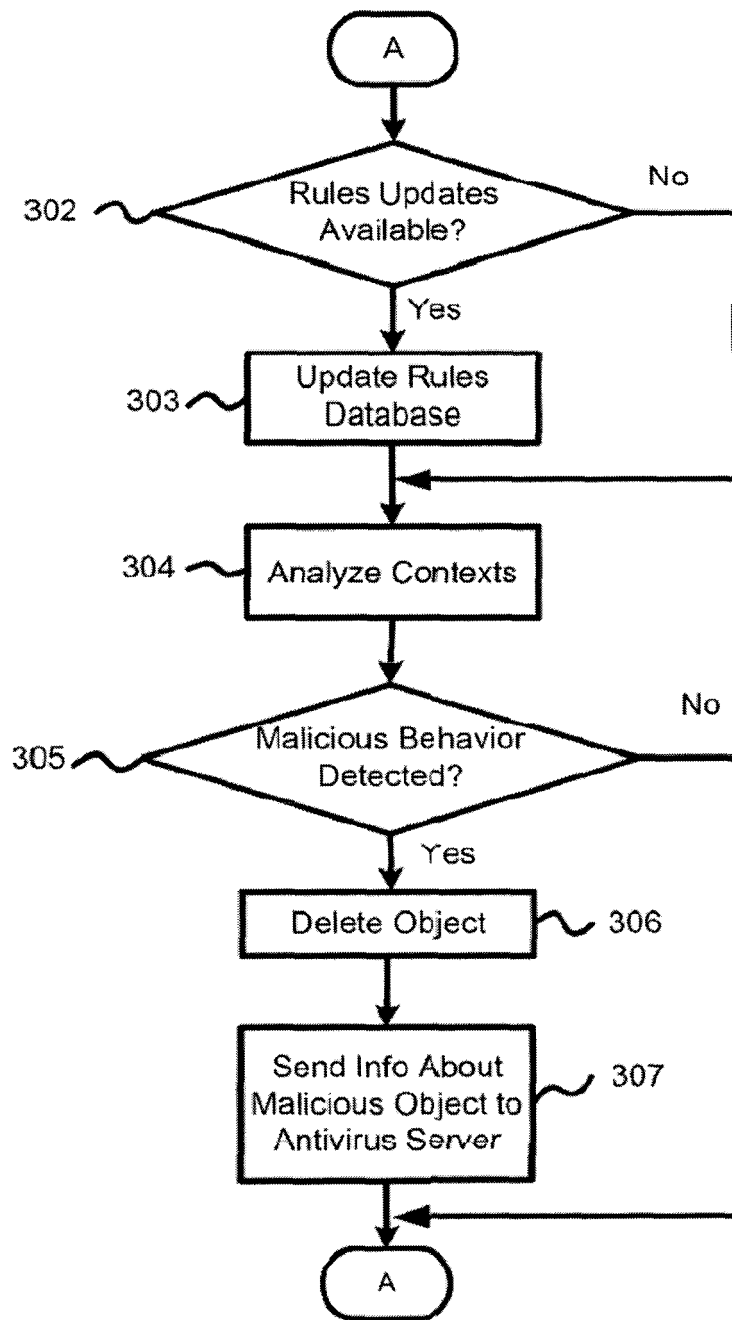 A
302
Rules Updates
Available?
No
Yes
303
Update Rules
Database
304
Analyze Contexts
305
Malicious Behavior
Detected?
No
Yes
Delete Object
306
Send Info About
Malicious Object to
Antivirus Server
307
A